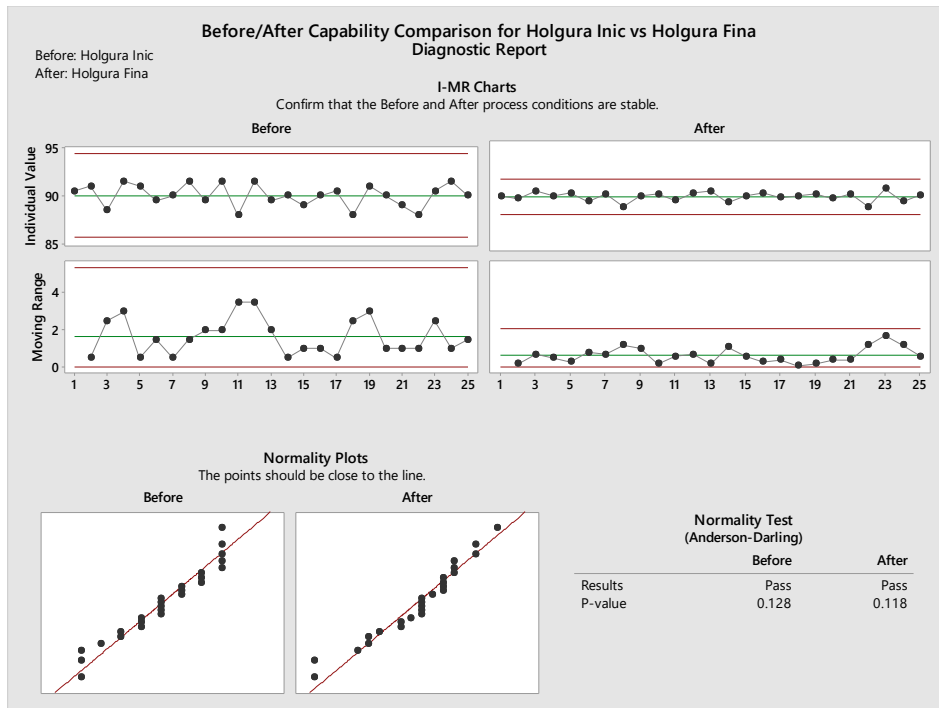 Before/After Capability Comparison for Holgura Inic vs Holgura Fina
Diagnostic Report
Before: Holgura Inic
After: Holgura Fina
I-MR Charts
Confirm that the Before and After process conditions are stable.
Before
After
Individual Value
95
90
85
Moving Range
4
2
0
1 3 5 7 9 11 13 15 17 19 21 23 25
1 3 5 7 9 11 13 15 17 19 21 23 25
Normality Plots
The points should be close to the line.
Before
After
Normality Test
(Anderson-Darling)
Before After
Results Pass Pass
P-value 0.128 0.118